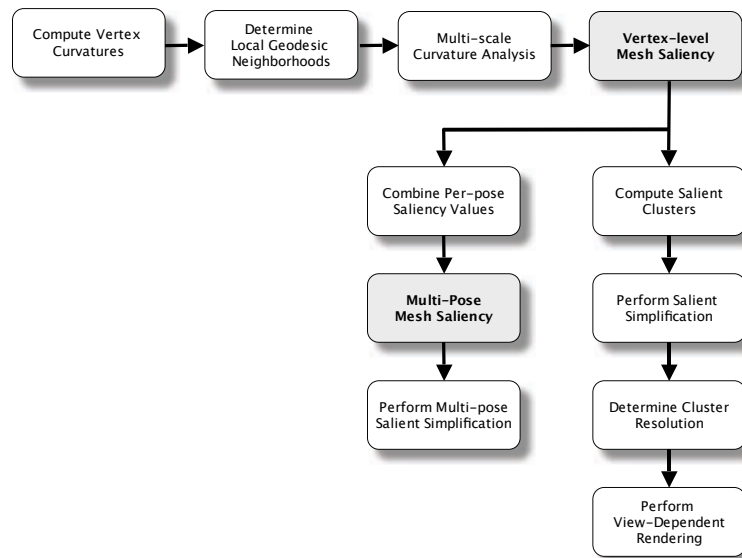 Compute Vertex
Curvatures
Determine
Local Geodesic
Neighborhoods
Multi-scale
Curvature Analysis
Vertex-level
Mesh Saliency
Combine Per-pose
Saliency Values
Compute Salient
Clusters
Multi-Pose
Mesh Saliency
Perform Salient
Simplification
Perform Multi-pose
Salient Simplification
Determine Cluster
Resolution
Perform
View-Dependent
Rendering